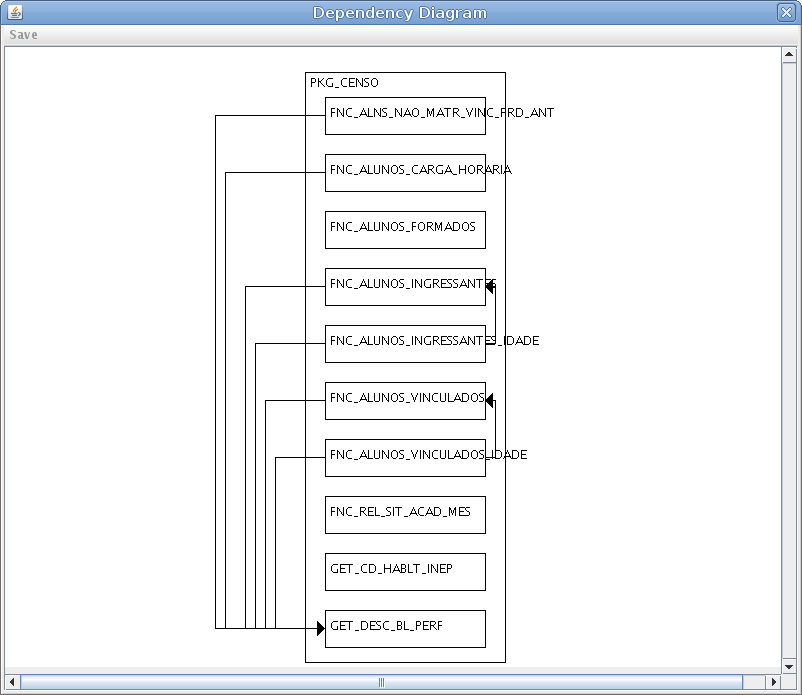 Dependency Diagram
Save
PKG_CENSO
FNC_ALNS_NAO_MATR_VINC_PRD_ANT
FNC_ALUNOS_CARGA_HORARIA
FNC_ALUNOS_FORMADOS
FNC_ALUNOS_INGRESSANTES
FNC_ALUNOS_INGRESSANTES_IDADE
FNC_ALUNOS_VINCULADOS
FNC_ALUNOS_VINCULADOS_IDADE
FNC_REL_SIT_ACAD_MES
GET_CD_HABLT_INEP
GET_DESC_BL_PERF